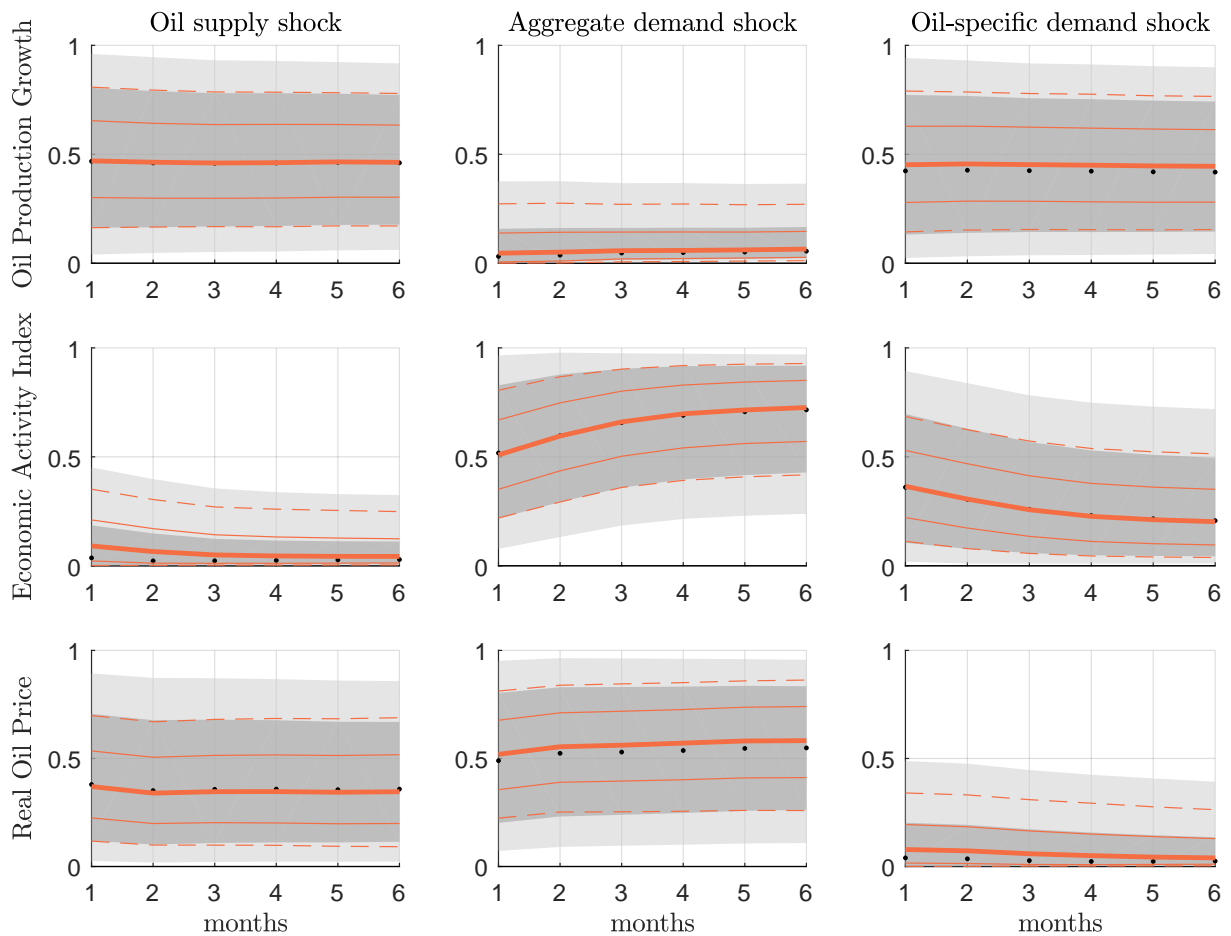 Oil supply shock
Aggregate demand shock
Oil-specific demand shock
Oil Production Growth
1
0.5
0
1 2 3 4 5 6
1
0.5
0
1 2 3 4 5 6
1
0.5
0
1 2 3 4 5 6
Economic Activity Index
1
0.5
0
1 2 3 4 5 6
1
0.5
0
1 2 3 4 5 6
1
0.5
0
1 2 3 4 5 6
Real Oil Price
1
0.5
0
1 2 3 4 5 6
months
1
0.5
0
1 2 3 4 5 6
months
1
0.5
0
1 2 3 4 5 6
months